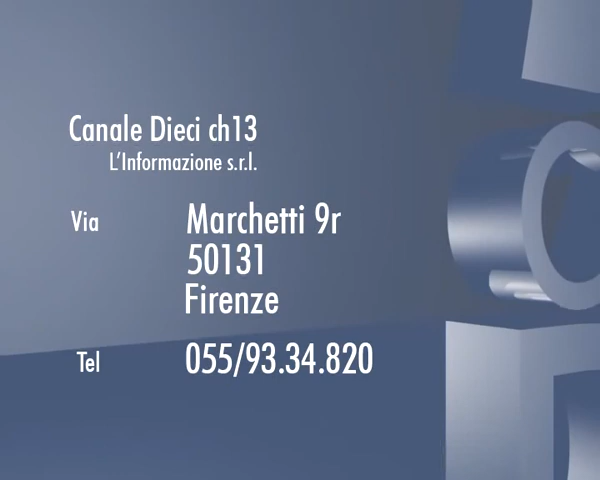 Canale Dieci ch13
L'Informazione s.r.l.
Via Marchetti 9r
50131
Firenze
Tel 055/93.34.820